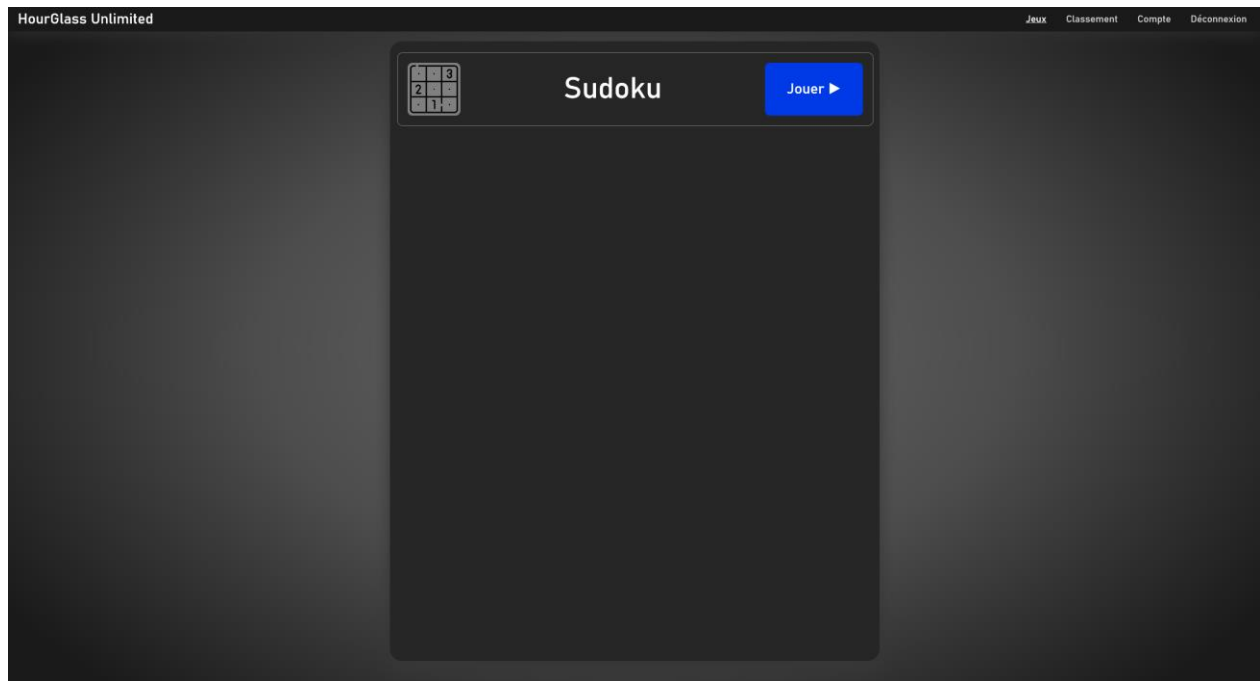 HourGlass Unlimited
Jeux Classement Compte Déconnexion
3
2
1
Sudoku
Jouer ▶